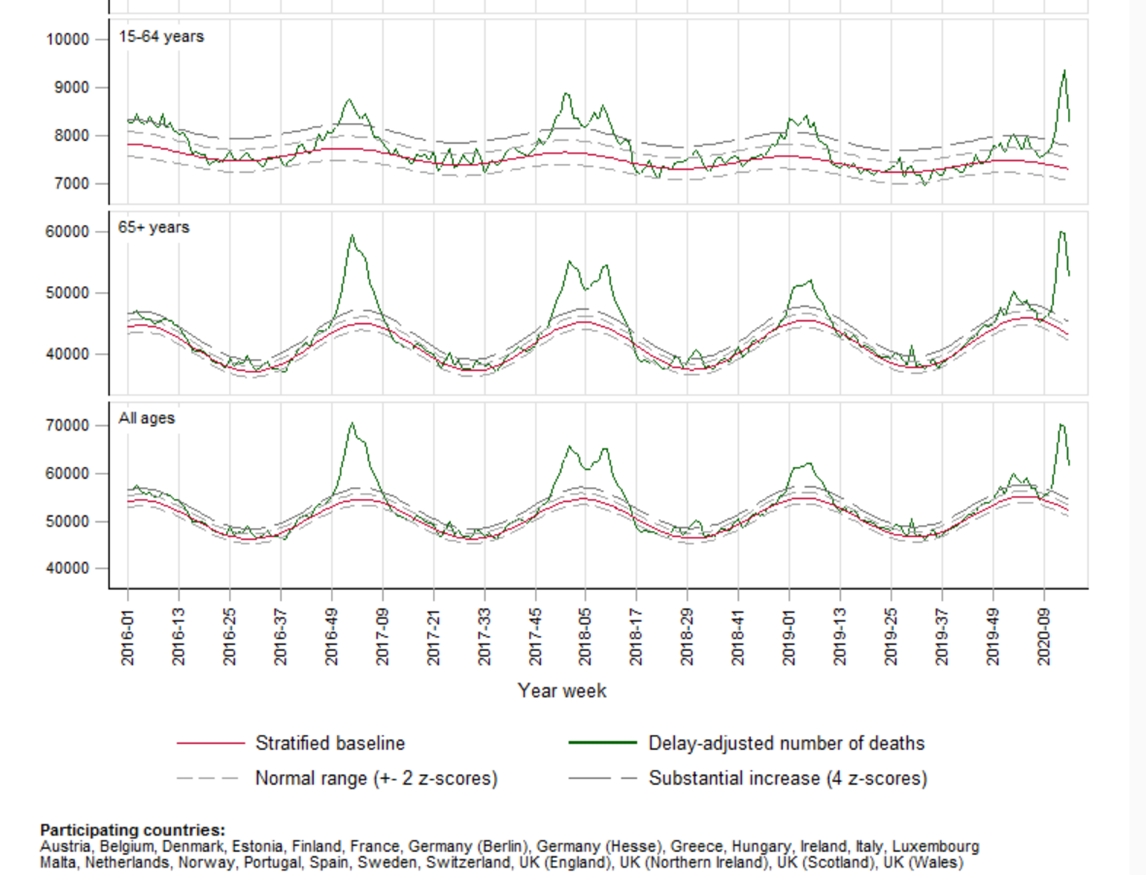 15-64 years
10000
9000
8000
7000
65+ years
60000
50000
40000
All ages
70000
60000
50000
40000
2016-01
2016-13
2016-25
2016-37
2016-49
2017-09
2017-21
2017-33
2017-45
2018-05
2018-17
2018-29
2018-41
2019-01
2019-13
2019-25
2019-37
2019-49
2020-09
Year week
Stratified baseline
Delay-adjusted number of deaths
Normal range (+- 2 z-scores)
Substantial increase (4 z-scores)
Participating countries:
Austria, Belgium, Denmark, Estonia, Finland, France, Germany (Berlin), Germany (Hesse), Greece, Hungary, Ireland, Italy, Luxembourg
Malta, Netherlands, Norway, Portugal, Spain, Sweden, Switzerland, UK (England), UK (Northern Ireland), UK (Scotland), UK (Wales)